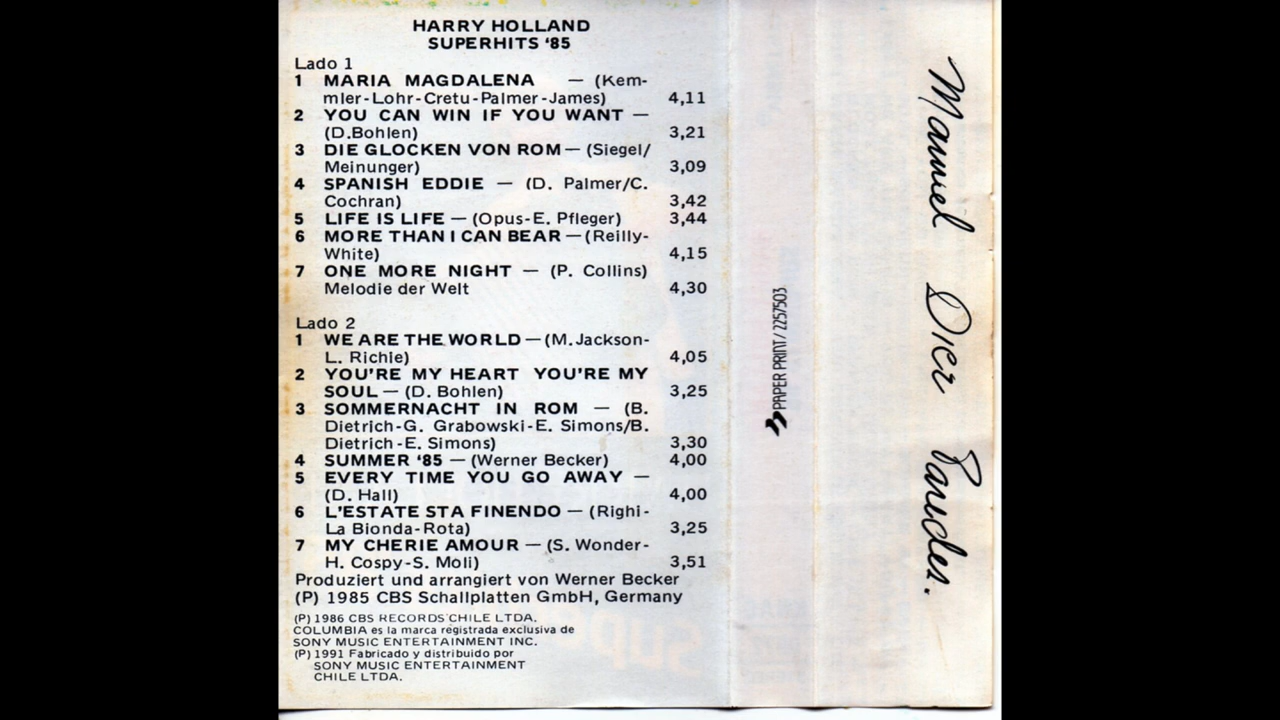 HARRY HOLLAND
SUPERHITS '85
Lado 1
1 MARIA MAGDALENA — (Kem-
mler-Lohr-Cretu-Palmer-James) 4,11
2 YOU CAN WIN IF YOU WANT —
(D.Bohlen) 3,21
3 DIE GLOCKEN VON ROM — (Siegel/
Meinunger) 3,09
4 SPANISH EDDIE — (D. Palmer/C.
Cochran) 3,42
5 LIFE IS LIFE — (Opus-E. Pfleger) 3,44
6 MORE THAN I CAN BEAR — (Reilly-
White) 4,15
7 ONE MORE NIGHT — (P. Collins)
Melodie der Welt 4,30
Lado 2
1 WE ARE THE WORLD — (M. Jackson-
L. Richie) 4,05
2 YOU'RE MY HEART YOU'RE MY
SOUL — (D. Bohlen) 3,25
3 SOMMERNACHT IN ROM — (B.
Dietrich-G. Grabowski-E. Simons/B.
Dietrich-E. Simons) 3,30
4 SUMMER '85 — (Werner Becker) 4,00
5 EVERY TIME YOU GO AWAY —
(D. Hall) 4,00
6 L'ESTATE STA FINENDO — (Righi-
La Bionda-Rota) 3,25
7 MY CHERIE AMOUR — (S. Wonder-
H. Cospy-S. Moli) 3,51
Produziert und arrangiert von Werner Becker
(P) 1985 CBS Schallplatten GmbH, Germany
(P) 1986 CBS RECORDS CHILE LTDA.
COLUMBIA es la marca registrada exclusiva de
SONY MUSIC ENTERTAINMENT INC.
(P) 1991 Fabricado y distribuido por
SONY MUSIC ENTERTAINMENT
CHILE LTDA.
PAPER PRINT / 2257503
Manuel